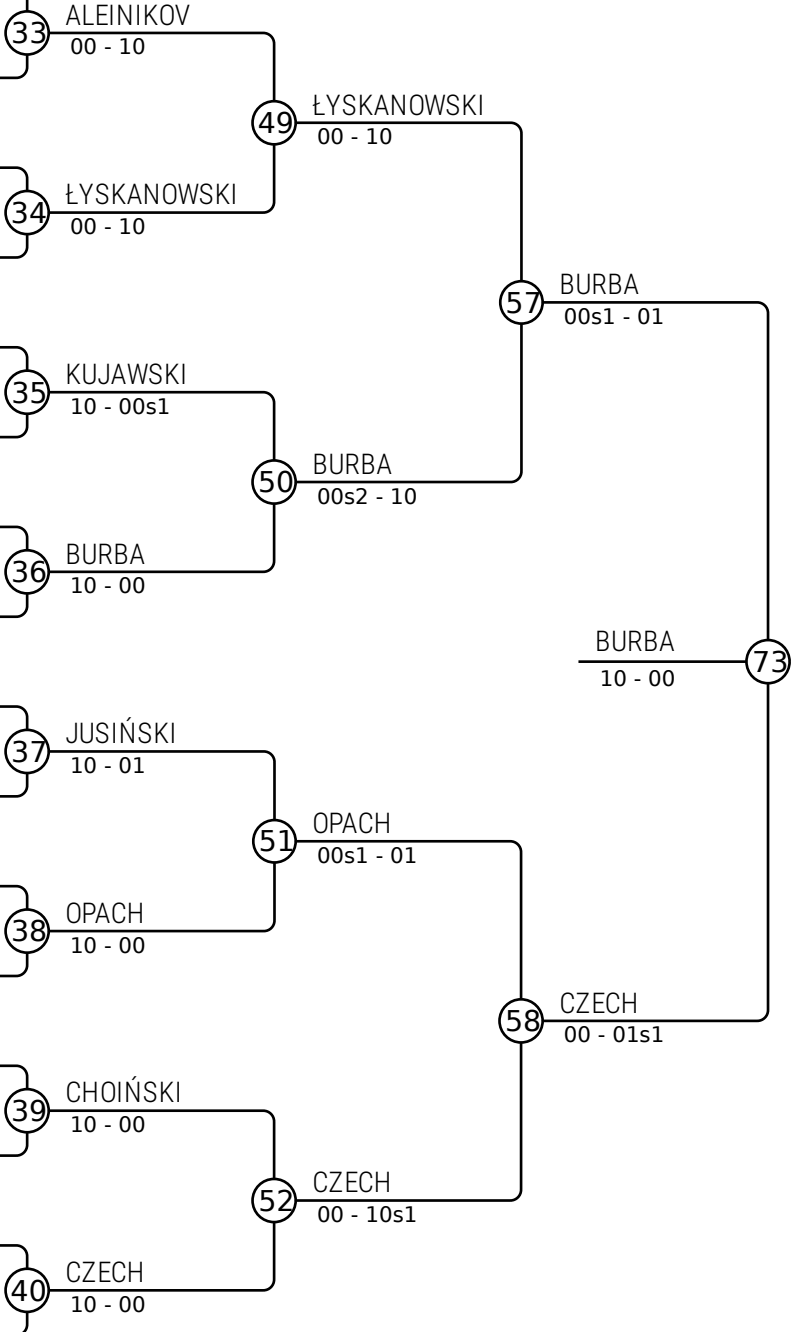 33
ALEINIKOV
00 - 10
49
ŁYSKANOWSKI
00 - 10
34
ŁYSKANOWSKI
00 - 10
57
BURBA
00s1 - 01
35
KUJAWSKI
10 - 00s1
50
BURBA
00s2 - 10
36
BURBA
10 - 00
BURBA
10 - 00
73
37
JUSIŃSKI
10 - 01
51
OPACH
00s1 - 01
38
OPACH
10 - 00
58
CZECH
00 - 01s1
39
CHOIŃSKI
10 - 00
52
CZECH
00 - 10s1
40
CZECH
10 - 00